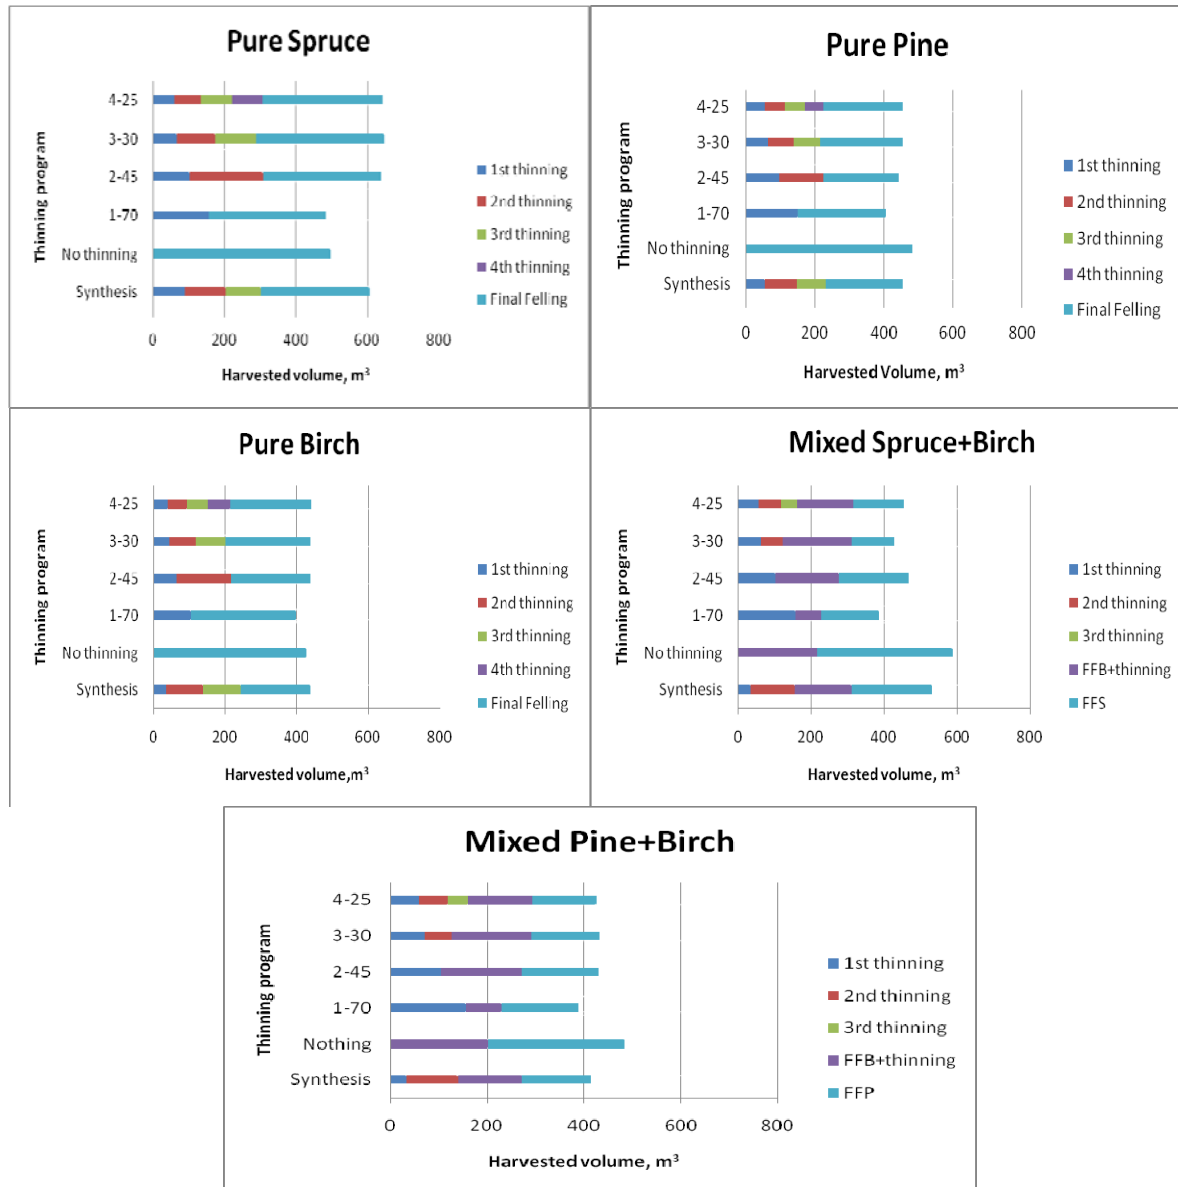 Pure Spruce
Thinning program
4-25
3-30
2-45
1-70
No thinning
Synthesis
0 200 400 600 800
Harvested volume, m³
1st thinning
2nd thinning
3rd thinning
4th thinning
Final Felling
Pure Pine
Thinning program
4-25
3-30
2-45
1-70
No thinning
Synthesis
0 200 400 600 800
Harvested Volume, m³
1st thinning
2nd thinning
3rd thinning
4th thinning
Final Felling
Pure Birch
Thinning program
4-25
3-30
2-45
1-70
No thinning
Synthesis
0 200 400 600 800
Harvested volume,m³
1st thinning
2nd thinning
3rd thinning
4th thinning
Final Felling
Mixed Spruce+Birch
Thinning program
4-25
3-30
2-45
1-70
No thinning
Synthesis
0 200 400 600 800
Harvested volume, m³
1st thinning
2nd thinning
3rd thinning
FFB+thinning
FFS
Mixed Pine+Birch
Thinning program
4-25
3-30
2-45
1-70
Nothing
Synthesis
0 200 400 600 800
Harvested volume, m³
1st thinning
2nd thinning
3rd thinning
FFB+thinning
FFP